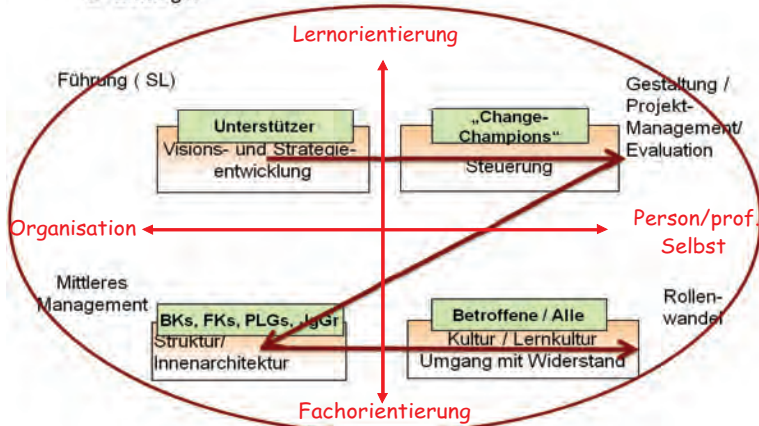 Lernorientierung
Führung ( SL)
Gestaltung /
Projekt-
Management/
Evaluation
Unterstützer
Visions- und Strategie-
entwicklung
„Change-
Champions“
Steuerung
Organisation
Person/prof.
Selbst
Mittleres
Management
BKs, FKs, PLGs, JgGr
Struktur/
Innenarchitektur
Betroffene / Alle
Kultur / Lernkultur
Umgang mit Widerstand
Rollen-
wandel
Fachorientierung